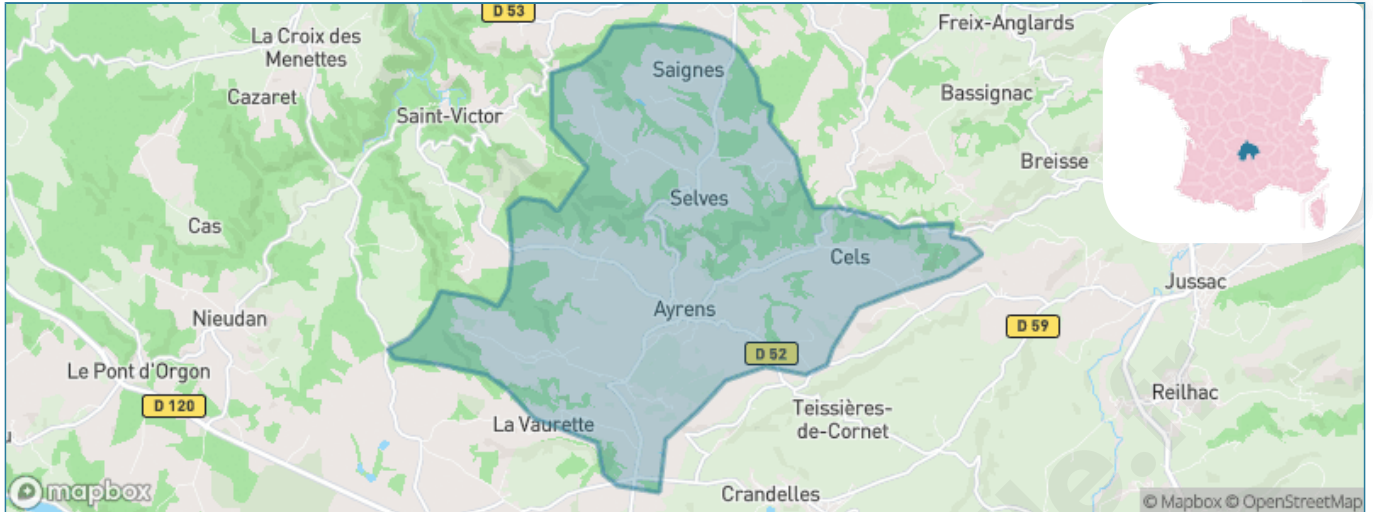 D 53
Freix-Anglards
La Croix des
Menettes
Saignes
Cazaret
Bassignac
Saint-Victor
Breisse
Selves
Cas
Cels
Jussac
Ayrens
Nieudan
D 59
D 52
Le Pont d'Orgon
Reilhac
D 120
Teissières-
de-Cornet
La Vaurette
u
Crandelles
mapbox
© Mapbox © OpenStreetMap